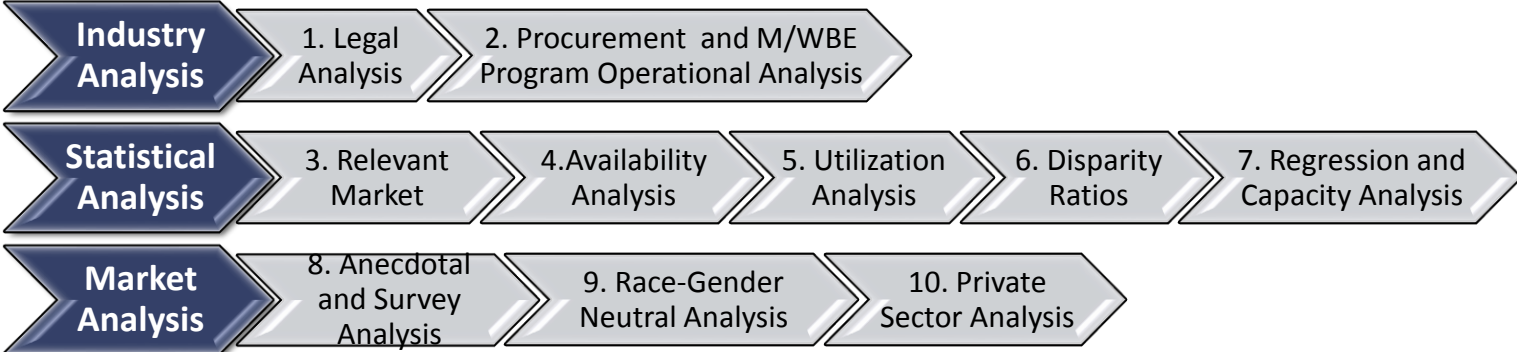 Industry
Analysis
1. Legal
Analysis
2. Procurement  and M/WBE
Program Operational Analysis
Statistical
Analysis
3. Relevant
Market
4.Availability
Analysis
5. Utilization
Analysis
6. Disparity
Ratios
7. Regression and
Capacity Analysis
Market
Analysis
8. Anecdotal
and Survey
Analysis
9. Race-Gender
Neutral Analysis
10. Private
Sector Analysis